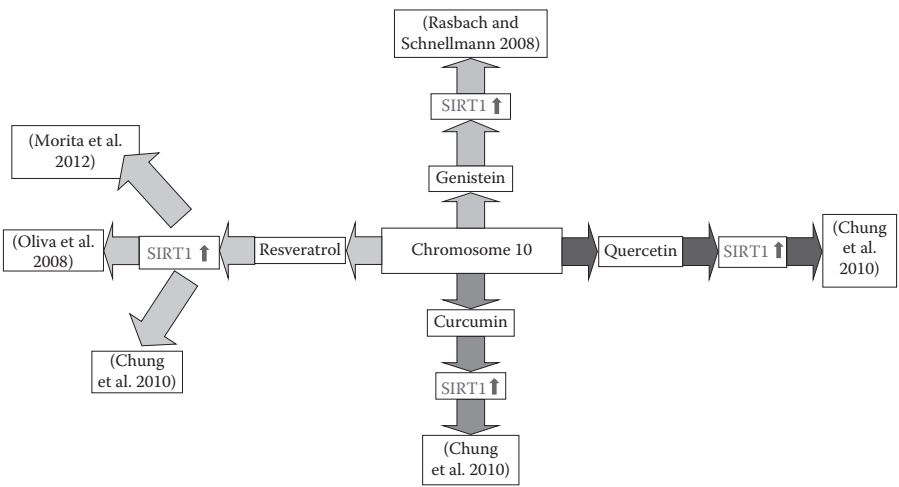 (Rasbach and
Schnellmann 2008)
SIRT1
Genistein
(Morita et al.
2012)
(Oliva et al.
2008)
SIRT1
Resveratrol
Chromosome 10
Quercetin
SIRT1
(Chung
et al.
2010)
(Chung
et al. 2010)
Curcumin
SIRT1
(Chung
et al. 2010)